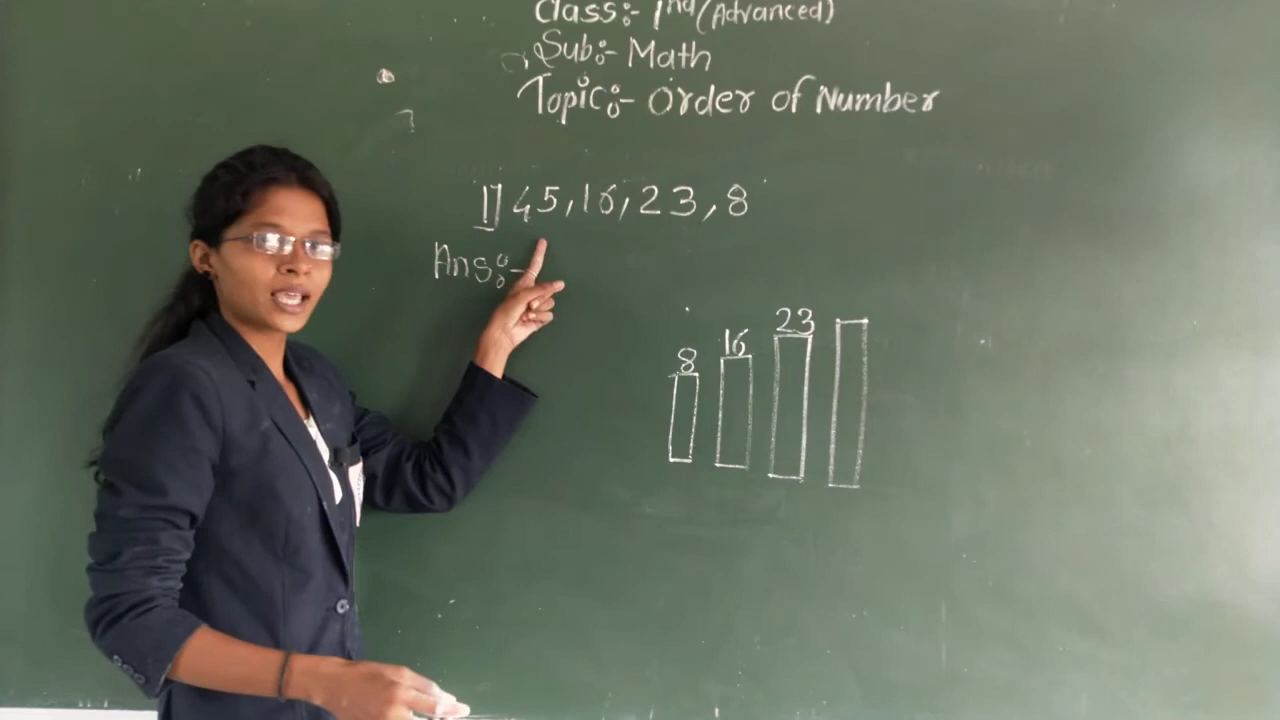 Class:- 1nd (Advanced)
Sub:- Math
Topic:- Order of Number
1] 45, 16, 23, 8
Ans:-
8 16 23